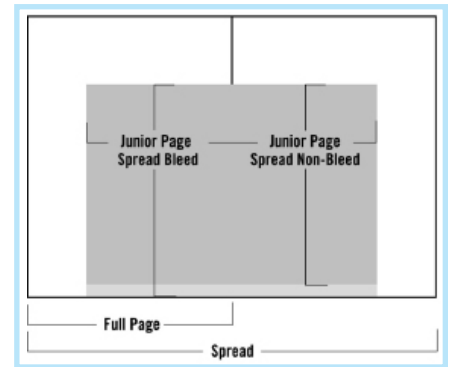 Junior Page
Spread Bleed
Junior Page
Spread Non-Bleed
Full Page
Spread